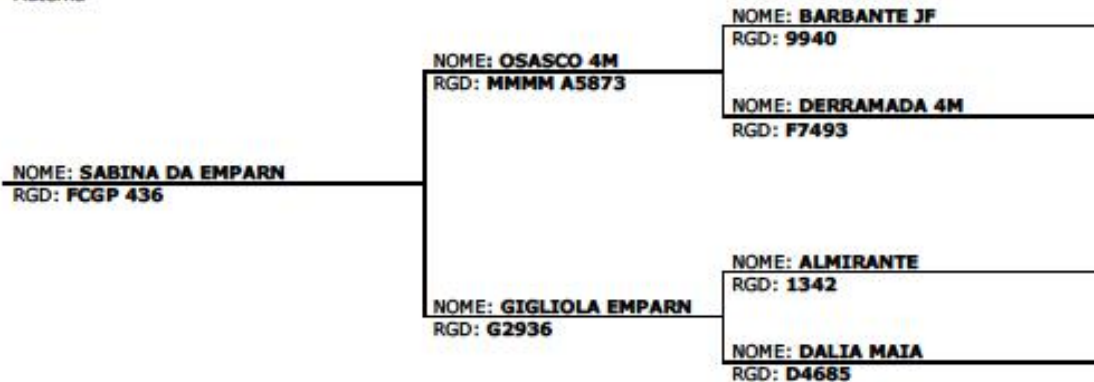 NOME: BARBANTE JF
RGD: 9940
NOME: OSASCO 4M
RGD: MMMM A5873
NOME: DERRAMADA 4M
RGD: F7493
NOME: SABINA DA EMPARN
RGD: FCGP 436
NOME: ALMIRANTE
RGD: 1342
NOME: GIGLIOLA EMPARN
RGD: G2936
NOME: DALIA MAIA
RGD: D4685